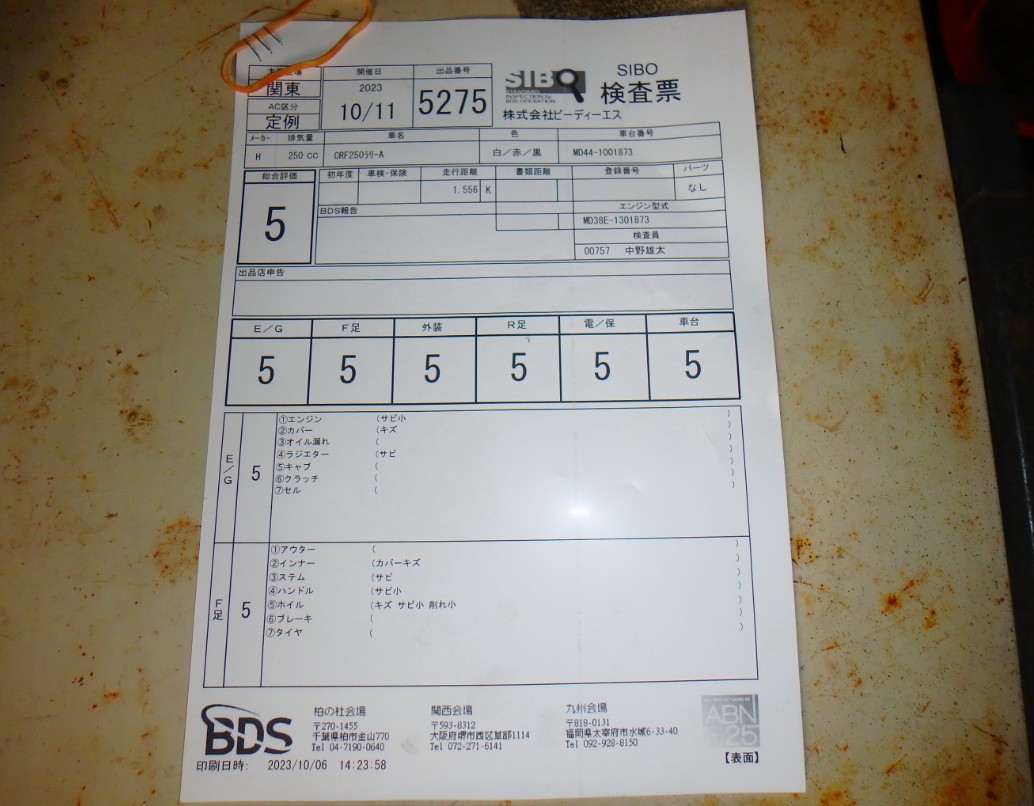 会場
開催日
出品番号
関東
2023
10/11
5275
AC区分
定例
SIBO
INSPECTION by
BDS OPERATION
SIBO
検査票
株式会社ビーディーエス
メーカー 排気量 車名 色 車台番号
H 250 cc CRF250ラリーA 白/赤/黒 MD44-1001873
総合評価 初年度 車検・保険 走行距離 書類距離 登録番号 パーツ
1.556 K なし
5
BDS報告
エンジン型式
MD38E-1301873
検査員
00757 中野雄太
出品店申告
E/G F足 外装 R足 電/保 車台
5 5 5 5 5 5
E/G 5
①エンジン (サビ小 )
②カバー (キズ )
③オイル漏れ ( )
④ラジエター (サビ )
⑤キャブ ( )
⑥クラッチ ( )
⑦セル ( )
F足 5
①アウター ( )
②インナー (カバーキズ )
③ステム (サビ )
④ハンドル (サビ小 )
⑤ホイル (キズ サビ小 削れ小 )
⑥ブレーキ ( )
⑦タイヤ ( )
BDS
柏の杜会場
〒270-1455
千葉県柏市金山770
Tel 04-7190-0640
関西会場
〒593-8312
大阪府堺市西区草部1114
Tel 072-271-6141
九州会場
〒818-0131
福岡県太宰府市水城6-33-40
Tel 092-928-8150
ABN
25
印刷日時: 2023/10/06 14:23:58
【表面】